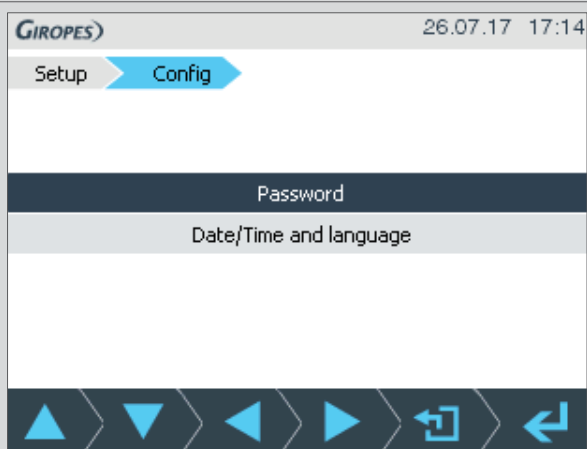 GIROPES) 26.07.17 17:14
Setup Config
Password
Date/Time and language